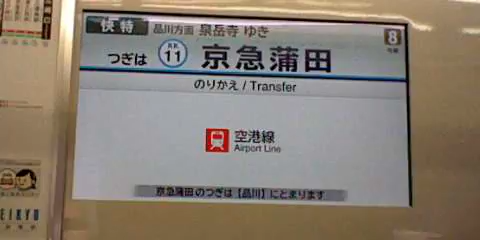 快特 品川方面 泉岳寺 ゆき
8
号車
つぎは KK 11 京急蒲田
のりかえ / Transfer
空港線
Airport Line
京急蒲田 のつぎは【品川】にとまります
EIKYU